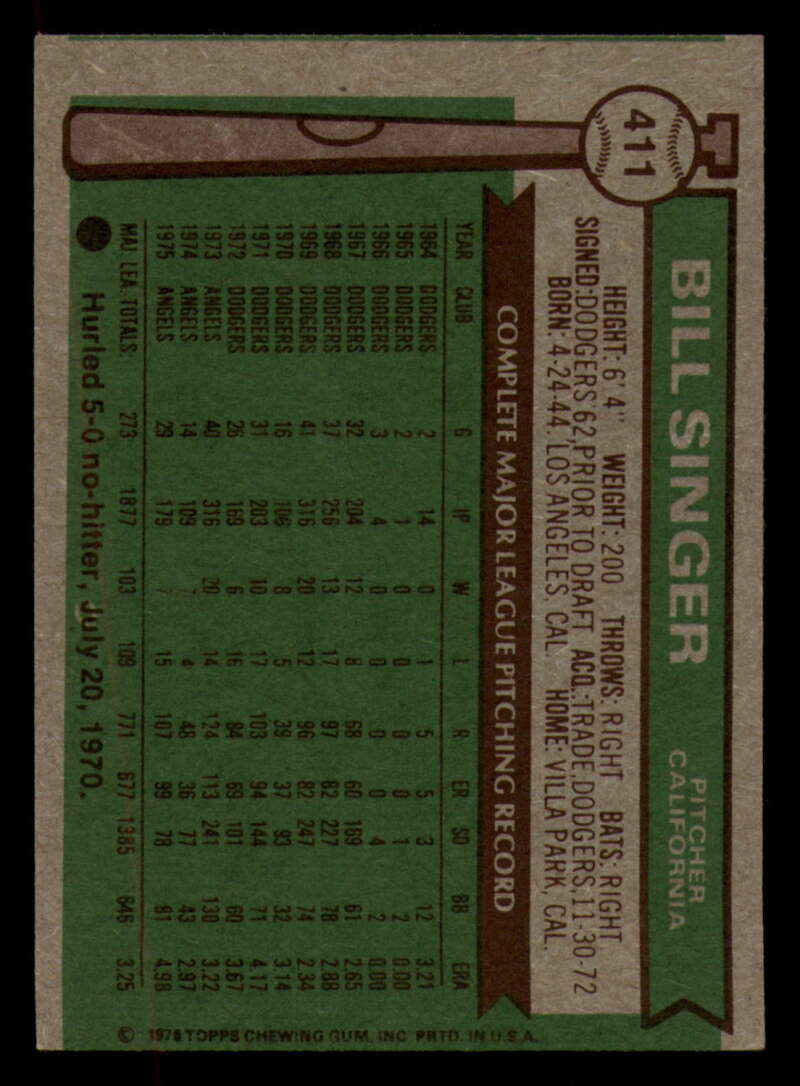 411
BILL SINGER
PITCHER
CALIFORNIA
HEIGHT: 6' 4" WEIGHT: 200 THROWS: RIGHT BATS: RIGHT
SIGNED: DODGERS '62, PRIOR TO DRAFT ACQ.: TRADE, DODGERS, 11-30-72
BORN: 4-24-44, LOS ANGELES, CAL HOME: VILLA PARK, CAL.
COMPLETE MAJOR LEAGUE PITCHING RECORD
YEAR CLUB G IP W L R ER SO BB ERA
1964 DODGERS 2 14 0 1 5 5 3 12 3.21
1965 DODGERS 2 1 0 0 0 0 1 2 0.00
1966 DODGERS 3 4 0 0 0 0 4 2 0.00
1967 DODGERS 32 204 12 8 68 60 169 61 2.65
1968 DODGERS 37 256 13 17 97 82 227 78 2.88
1969 DODGERS 41 316 20 12 96 82 247 74 2.34
1970 DODGERS 16 106 8 5 39 37 93 32 3.14
1971 DODGERS 31 203 10 17 103 94 144 71 4.17
1972 DODGERS 26 169 6 16 84 69 101 60 3.67
1973 ANGELS 40 316 20 14 124 113 241 130 3.22
1974 ANGELS 14 109 7 4 48 36 77 43 2.97
1975 ANGELS 29 179 7 15 107 99 78 81 4.98
MAJ. LEA. TOTALS 273 1877 103 109 771 677 1385 646 3.25
Hurled 5-0 no-hitter, July 20, 1970.
© 1976 TOPPS CHEWING GUM, INC PRTD. IN U.S.A.